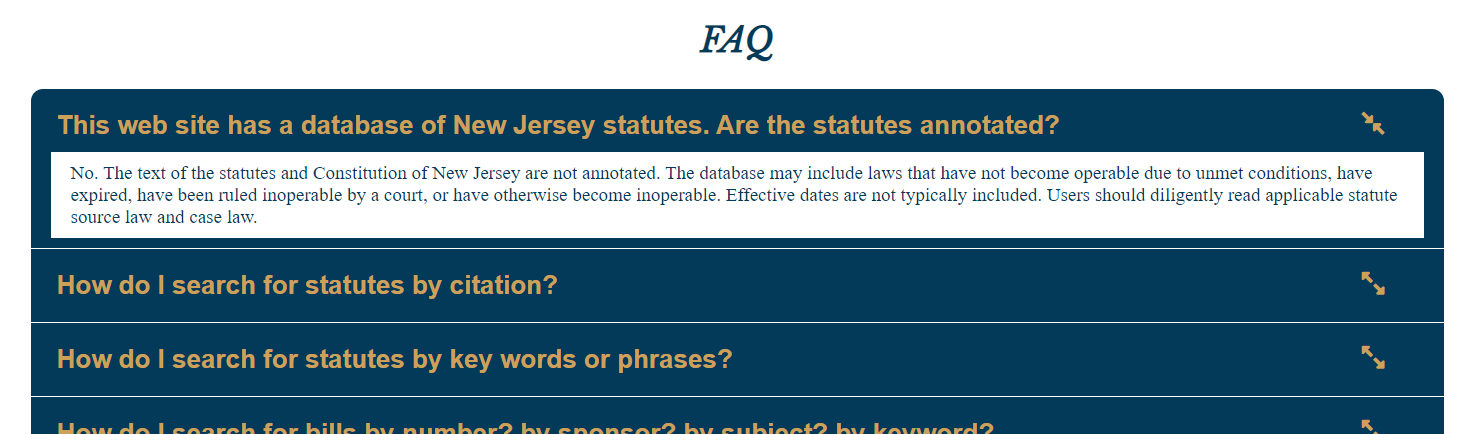 FAQ
This web site has a database of New Jersey statutes. Are the statutes annotated?
No. The text of the statutes and Constitution of New Jersey are not annotated. The database may include laws that have not become operable due to unmet conditions, have
expired, have been ruled inoperable by a court, or have otherwise become inoperable. Effective dates are not typically included. Users should diligently read applicable statute
source law and case law.
How do I search for statutes by citation?
How do I search for statutes by key words or phrases?
How do I search for bills by number? by sponsor? by subject? by keyword?